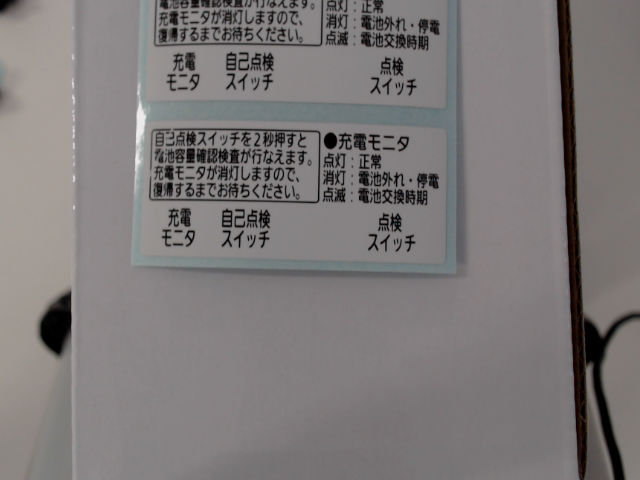 電池容量確認検査が行なえます。
充電モニタが消灯しますので、
復帰するまでお待ちください。
点灯：正常
消灯：電池外れ・停電
点滅：電池交換時期
充電
モニタ
自己点検
スイッチ
点検
スイッチ
自己点検スイッチを2秒押すと
電池容量確認検査が行なえます。
充電モニタが消灯しますので、
復帰するまでお待ちください。
●充電モニタ
点灯：正常
消灯：電池外れ・停電
点滅：電池交換時期
充電
モニタ
自己点検
スイッチ
点検
スイッチ